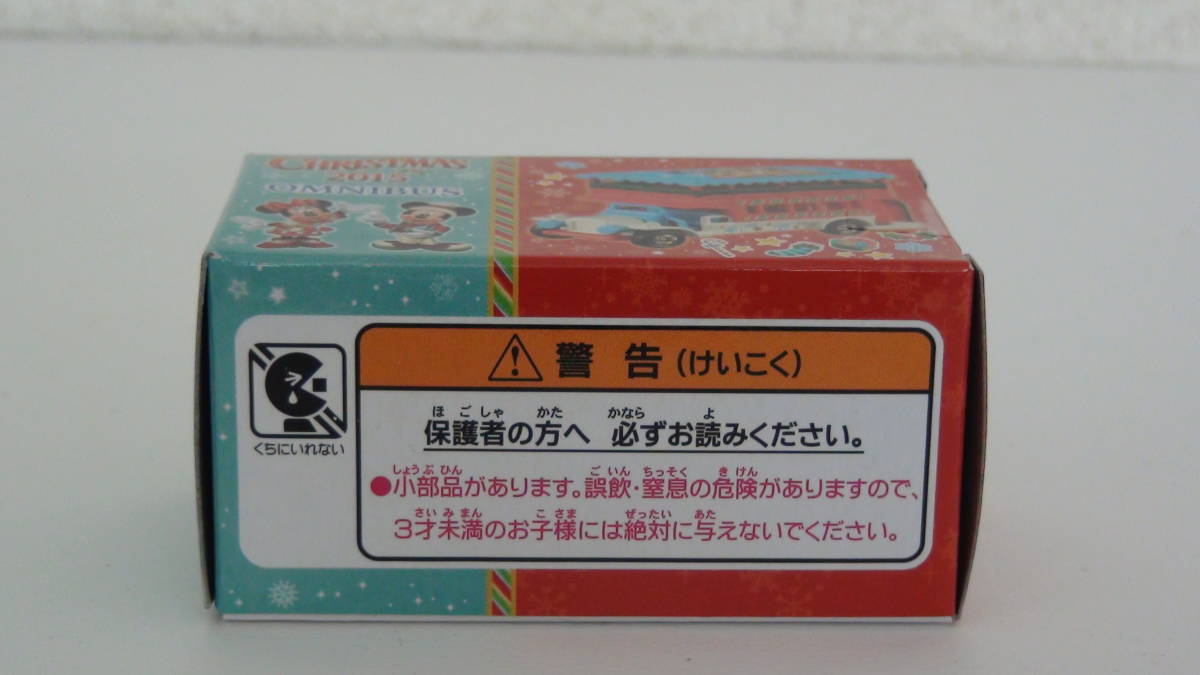 CHRISTMAS
2015
OMNIBUS
警告(けいこく)
くちにいれない
ほごしゃ かた かなら よ
保護者の方へ 必ずお読みください。
しょうぶひん ごいん ちっそく きけん
●小部品があります。誤飲・窒息の危険がありますので、
さいみまん こさま ぜったい あた
3才未満のお子様には絶対に与えないでください。